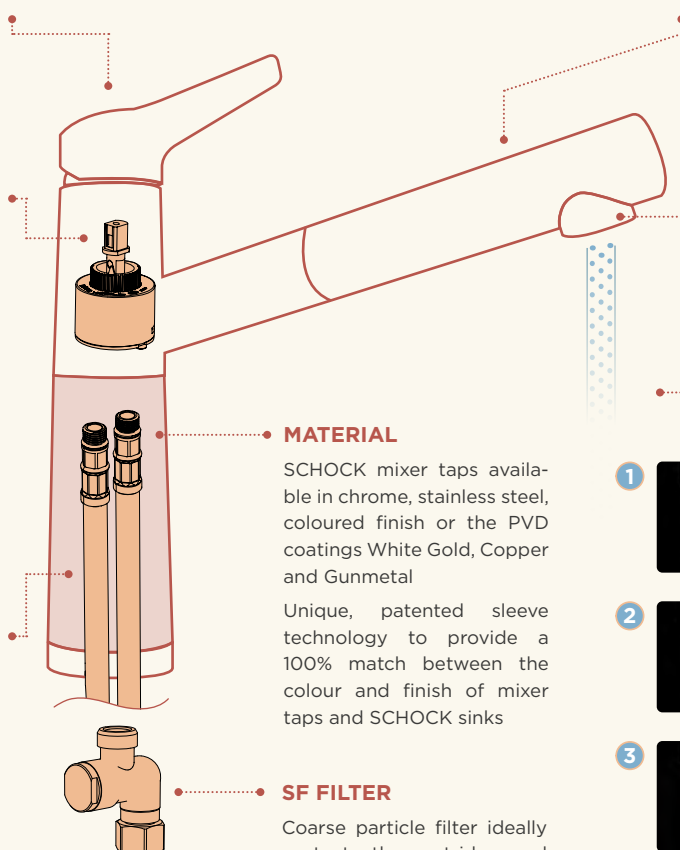 MATERIAL
SCHOCK mixer taps availa-
ble in chrome, stainless steel,
coloured finish or the PVD
coatings White Gold, Copper
and Gunmetal
Unique, patented sleeve
technology to provide a
100% match between the
colour and finish of mixer
taps and SCHOCK sinks
1
2
3
SF FILTER
Coarse particle filter ideally